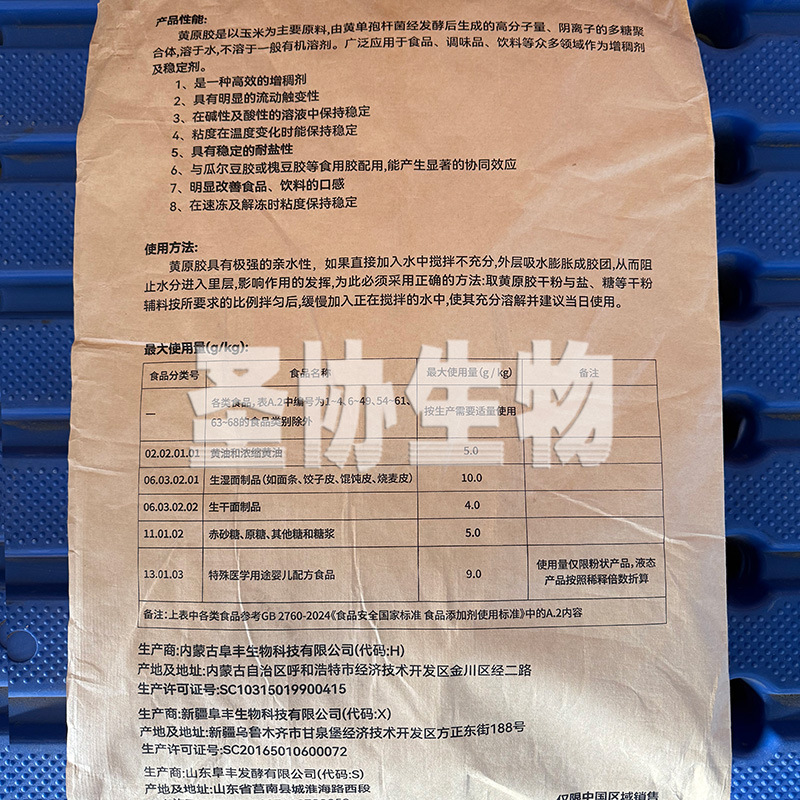 产品性能:
黄原胶是以玉米为主要原料,由黄单孢杆菌经发酵后生成的高分子量、阴离子的多糖聚
合体,溶于水,不溶于一般有机溶剂。广泛应用于食品、调味品、饮料等众多领域作为增稠剂
及稳定剂。
1、是一种高效的增稠剂
2、具有明显的流动触变性
3、在碱性及酸性的溶液中保持稳定
4、粘度在温度变化时能保持稳定
5、具有稳定的耐盐性
6、与瓜尔豆胶或槐豆胶等食用胶配用,能产生显著的协同效应
7、明显改善食品、饮料的口感
8、在速冻及解冻时粘度保持稳定
使用方法:
黄原胶具有极强的亲水性，如果直接加入水中搅拌不充分,外层吸水膨胀成胶团,从而阻
止水分进入里层,影响作用的发挥,为此必须采用正确的方法:取黄原胶干粉与盐、糖等干粉
辅料按所要求的比例拌匀后,缓慢加入正在搅拌的水中,使其充分溶解并建议当日使用。
最大使用量(g/kg):
食品分类号 食品名称 最大使用量(g/kg) 备注
— 各类食品，表A.2中编号为1~4、6~49、54~61、 按生产需要适量使用
63~68的食品类别除外
圣协生物
02.02.01.01 黄油和浓缩黄油 5.0
06.03.02.01 生湿面制品(如面条、饺子皮、馄饨皮、烧麦皮) 10.0
06.03.02.02 生干面制品 4.0
11.01.02 赤砂糖、原糖、其他糖和糖浆 5.0
13.01.03 特殊医学用途婴儿配方食品 9.0 使用量仅限粉状产品,液态
产品按照稀释倍数折算
备注:上表中各类食品参考GB 2760-2024《食品安全国家标准 食品添加剂使用标准》中的A.2内容
生产商:内蒙古阜丰生物科技有限公司(代码:H)
产地及地址:内蒙古自治区呼和浩特市经济技术开发区金川区经二路
生产许可证号:SC10315019900415
生产商:新疆阜丰生物科技有限公司(代码:X)
产地及地址:新疆乌鲁木齐市甘泉堡经济技术开发区方正东街188号
生产许可证号:SC20165010600072
生产商:山东阜丰发酵有限公司(代码:S)
产地及地址:山东省莒南县城淮海路西段
仅限中国区域销售